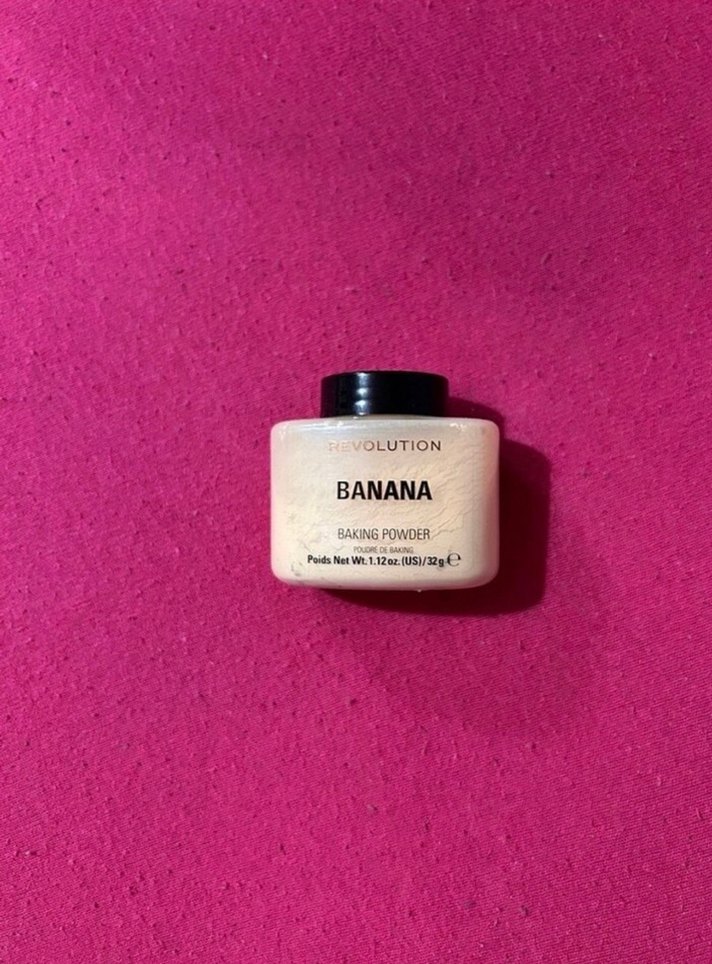 REVOLUTION
BANANA
BAKING POWDER
POUDRE DE BAKING
Poids Net Wt. 1.12 oz. (US)/32g ℮